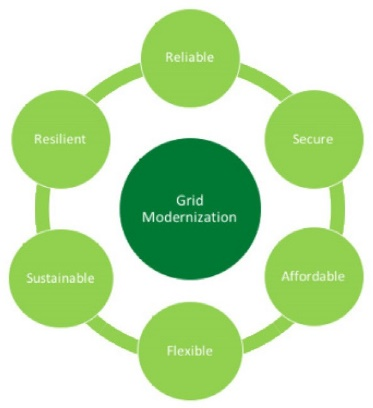 Reliable
Resilient
Secure
Grid
Modernization
Sustainable
Affordable
Flexible